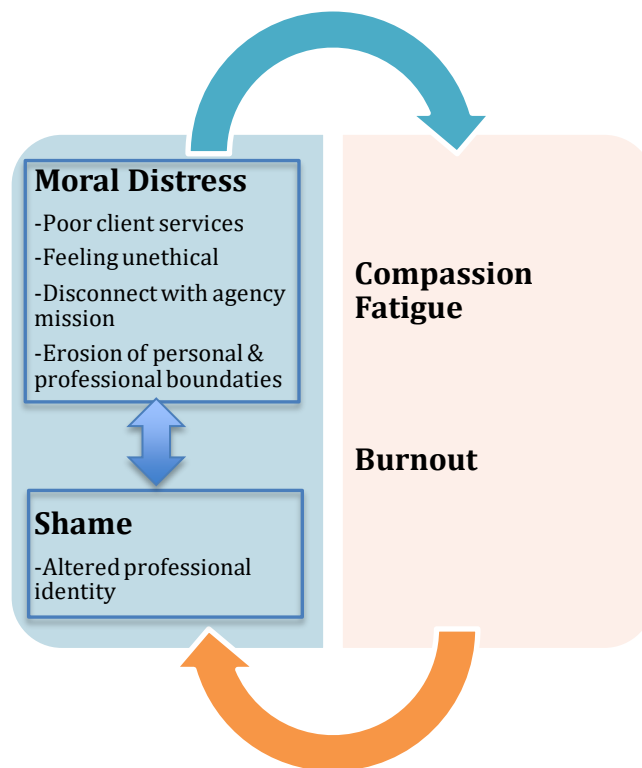 Moral Distress
-Poor client services
-Feeling unethical
-Disconnect with agency
mission
-Erosion of personal &
professional boundaties
Shame
-Altered professional
identity
Compassion
Fatigue
Burnout